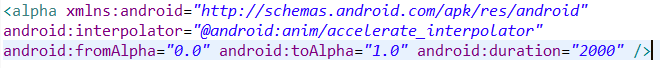 <alpha xmlns:android="http://schemas.android.com/apk/res/android"
android:interpolator="@android:anim/accelerate_interpolator"
android:fromAlpha="0.0" android:toAlpha="1.0" android:duration="2000" />